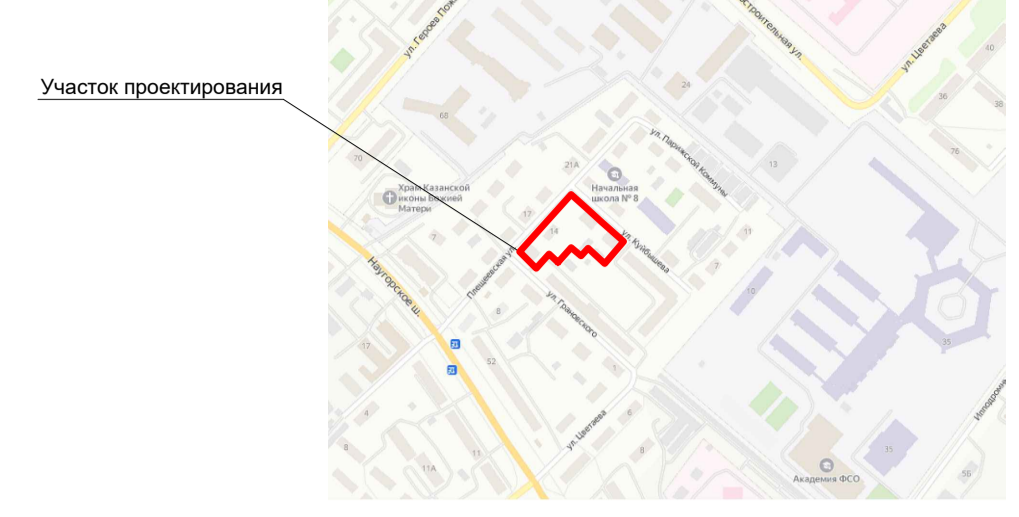 Участок проектирования
ул. Героев Пож
остроительная ул.
ул. Цветаева
40
24
36
38
68
ул. Парижской Коммуны
76
70
21А
13
Начальная
школа № 8
Храм Казанской
иконы Божией
Матери
17
14
7
ул. Куйбышева
11
Плещеевская ул.
7
Наугорское ш.
ул. Грановского
10
8
35
17
52
1
Ипподромн
4
ул. Цветаева
6
8
8
35
11
11А
Академия ФСО
5Б